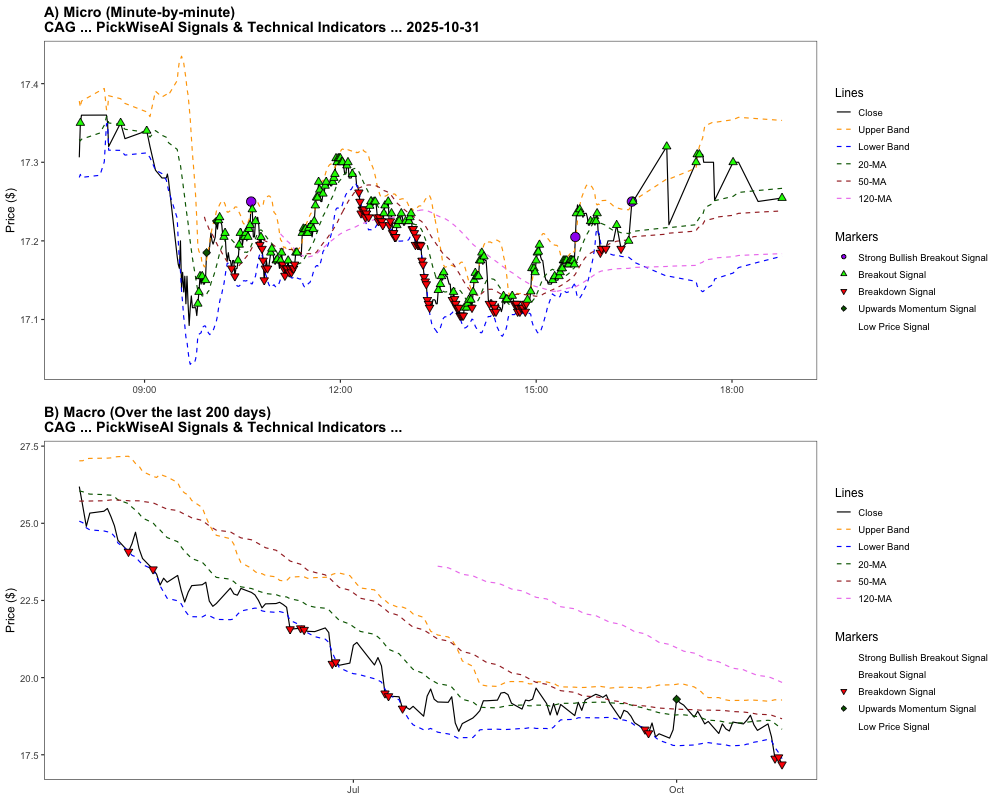 A) Micro (Minute-by-minute)
CAG ... PickWiseAI Signals & Technical Indicators ... 2025-10-31
Price ($)
17.4
17.3
17.2
17.1
09:00
12:00
15:00
18:00
Lines
Close
Upper Band
Lower Band
20-MA
50-MA
120-MA
Markers
Strong Bullish Breakout Signal
Breakout Signal
Breakdown Signal
Upwards Momentum Signal
Low Price Signal
B) Macro (Over the last 200 days)
CAG ... PickWiseAI Signals & Technical Indicators ...
Price ($)
27.5
25.0
22.5
20.0
17.5
Jul
Oct
Lines
Close
Upper Band
Lower Band
20-MA
50-MA
120-MA
Markers
Strong Bullish Breakout Signal
Breakout Signal
Breakdown Signal
Upwards Momentum Signal
Low Price Signal